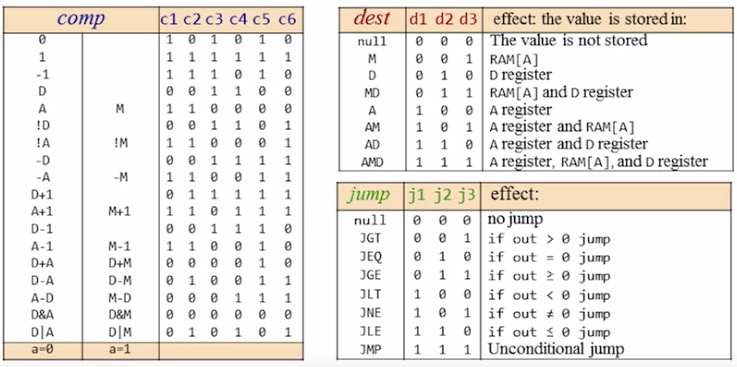 comp c1 c2 c3 c4 c5 c6
0 1 0 1 0 1 0
1 1 1 1 1 1 1
-1 1 1 1 0 1 0
D 0 0 1 1 0 0
A M 1 1 0 0 0 0
!D 0 0 1 1 0 1
!A !M 1 1 0 0 0 1
-D 0 0 1 1 1 1
-A -M 1 1 0 0 1 1
D+1 0 1 1 1 1 1
A+1 M+1 1 1 0 1 1 1
D-1 0 0 1 1 1 0
A-1 M-1 1 1 0 0 1 0
D+A D+M 0 0 0 0 1 0
D-A D-M 0 1 0 0 1 1
A-D M-D 0 0 0 1 1 1
D&A D&M 0 0 0 0 0 0
D|A D|M 0 1 0 1 0 1
a=0 a=1
dest d1 d2 d3 effect: the value is stored in:
null 0 0 0 The value is not stored
M 0 0 1 RAM[A]
D 0 1 0 D register
MD 0 1 1 RAM[A] and D register
A 1 0 0 A register
AM 1 0 1 A register and RAM[A]
AD 1 1 0 A register and D register
AMD 1 1 1 A register, RAM[A], and D register
jump j1 j2 j3 effect:
null 0 0 0 no jump
JGT 0 0 1 if out > 0 jump
JEQ 0 1 0 if out = 0 jump
JGE 0 1 1 if out ≥ 0 jump
JLT 1 0 0 if out < 0 jump
JNE 1 0 1 if out ≠ 0 jump
JLE 1 1 0 if out ≤ 0 jump
JMP 1 1 1 Unconditional jump